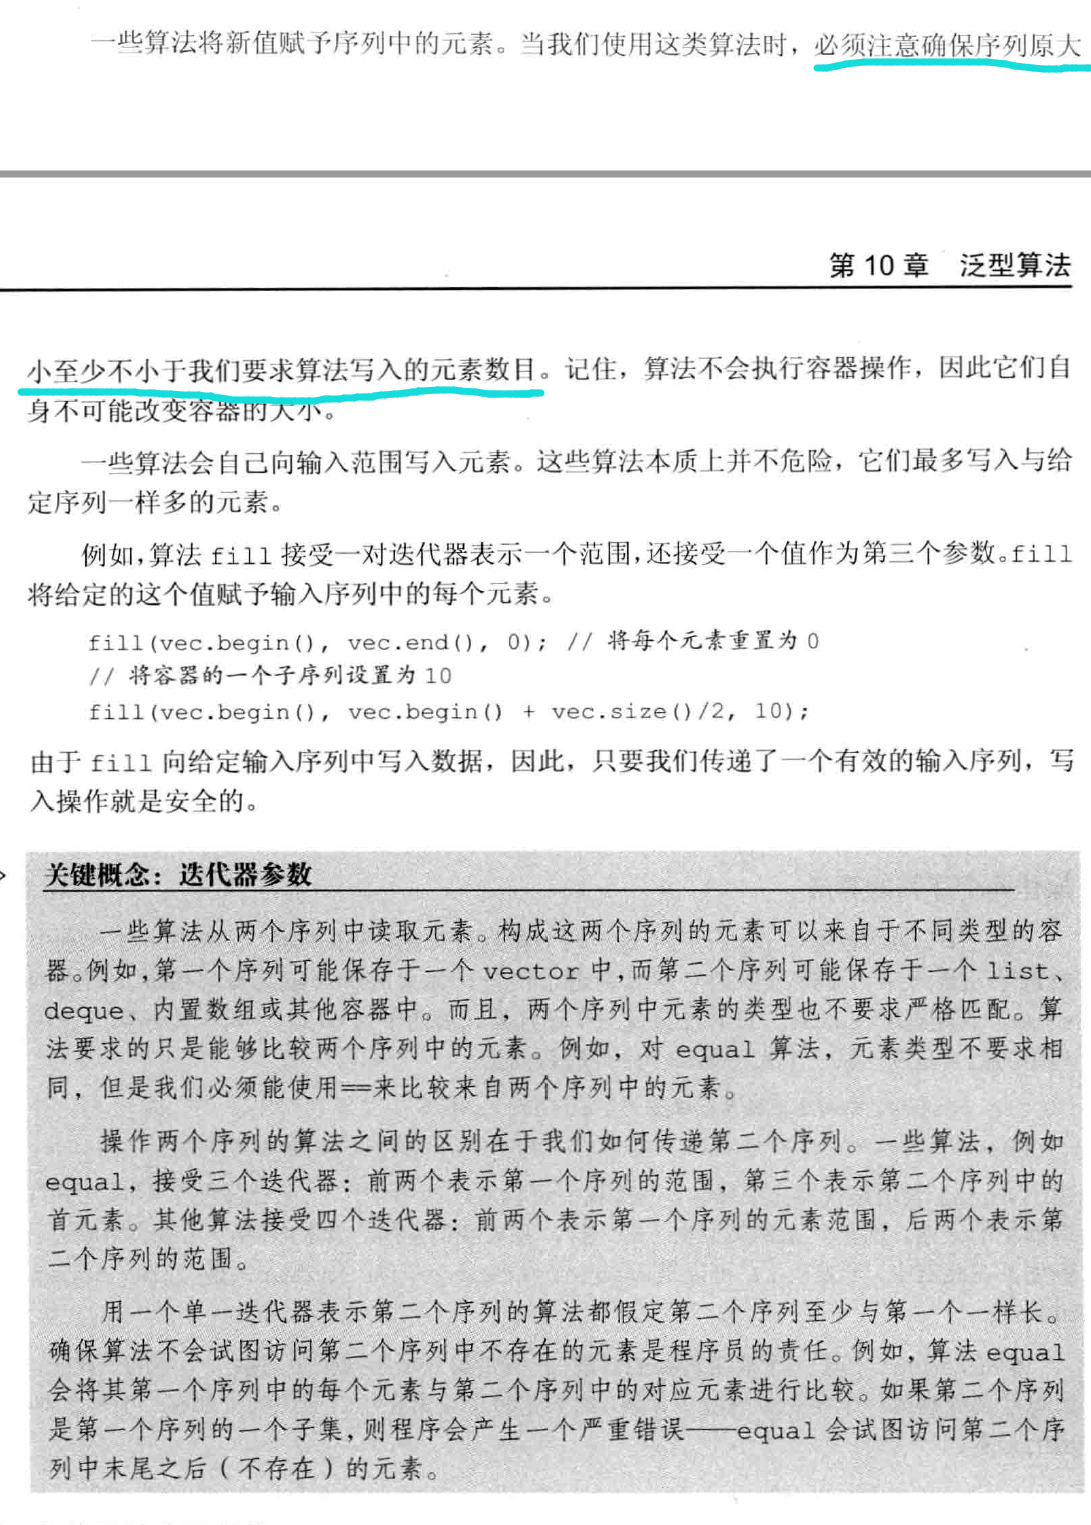 一些算法将新值赋予序列中的元素。当我们使用这类算法时，必须注意确保序列原大
第 10 章 泛型算法
小至少不小于我们要求算法写入的元素数目。记住，算法不会执行容器操作，因此它们自
身不可能改变容器的大小。
一些算法会自己向输入范围写入元素。这些算法本质上并不危险，它们最多写入与给
定序列一样多的元素。
例如，算法 fill 接受一对迭代器表示一个范围，还接受一个值作为第三个参数。fill
将给定的这个值赋予输入序列中的每个元素。
fill(vec.begin(), vec.end(), 0); // 将每个元素重置为 0
// 将容器的一个子序列设置为 10
fill(vec.begin(), vec.begin() + vec.size()/2, 10);
由于 fill 向给定输入序列中写入数据，因此，只要我们传递了一个有效的输入序列，写
入操作就是安全的。
关键概念：迭代器参数
一些算法从两个序列中读取元素。构成这两个序列的元素可以来自于不同类型的容
器。例如，第一个序列可能保存于一个 vector 中，而第二个序列可能保存于一个 list、
deque、内置数组或其他容器中。而且，两个序列中元素的类型也不要求严格匹配。算
法要求的只是能够比较两个序列中的元素。例如，对 equal 算法，元素类型不要求相
同，但是我们必须能使用==来比较来自两个序列中的元素。
操作两个序列的算法之间的区别在于我们如何传递第二个序列。一些算法，例如
equal，接受三个迭代器：前两个表示第一个序列的范围，第三个表示第二个序列中的
首元素。其他算法接受四个迭代器：前两个表示第一个序列的元素范围，后两个表示第
二个序列的范围。
用一个单一迭代器表示第二个序列的算法都假定第二个序列至少与第一个一样长。
确保算法不会试图访问第二个序列中不存在的元素是程序员的责任。例如，算法 equal
会将其第一个序列中的每个元素与第二个序列中的对应元素进行比较。如果第二个序列
是第一个序列的一个子集，则程序会产生一个严重错误——equal 会试图访问第二个序
列中末尾之后（不存在）的元素。